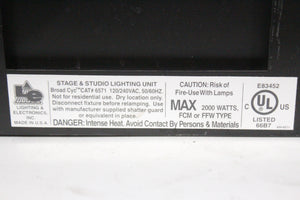 LIGHTING &
ELECTRONICS,
INC.
MADE IN U.S.A.
STAGE & STUDIO LIGHTING UNIT
Broad Cyc™ CAT# 6571 120/240VAC, 50/60HZ.
Not for residential use. Dry location only.
Disconnect fixture before relamping. Use with
manufacturer supplied shatter guard
or equivalent in place.
CAUTION: Risk of
Fire-Use With Lamps
MAX 2000 WATTS,
FCM or FFW TYPE
DANGER: Intense Heat. Avoid Contact By Persons & Materials
E83452
C UL US
LISTED
66B7